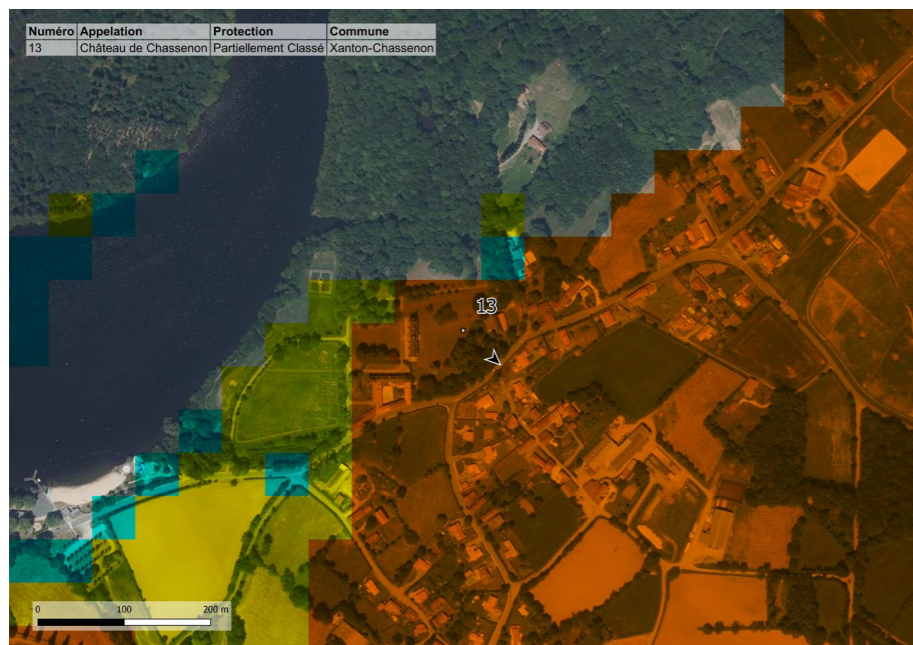 Numéro Appelation Protection Commune
13 Château de Chassenon Partiellement Classé Xanton-Chassenon
13
0 100 200 m